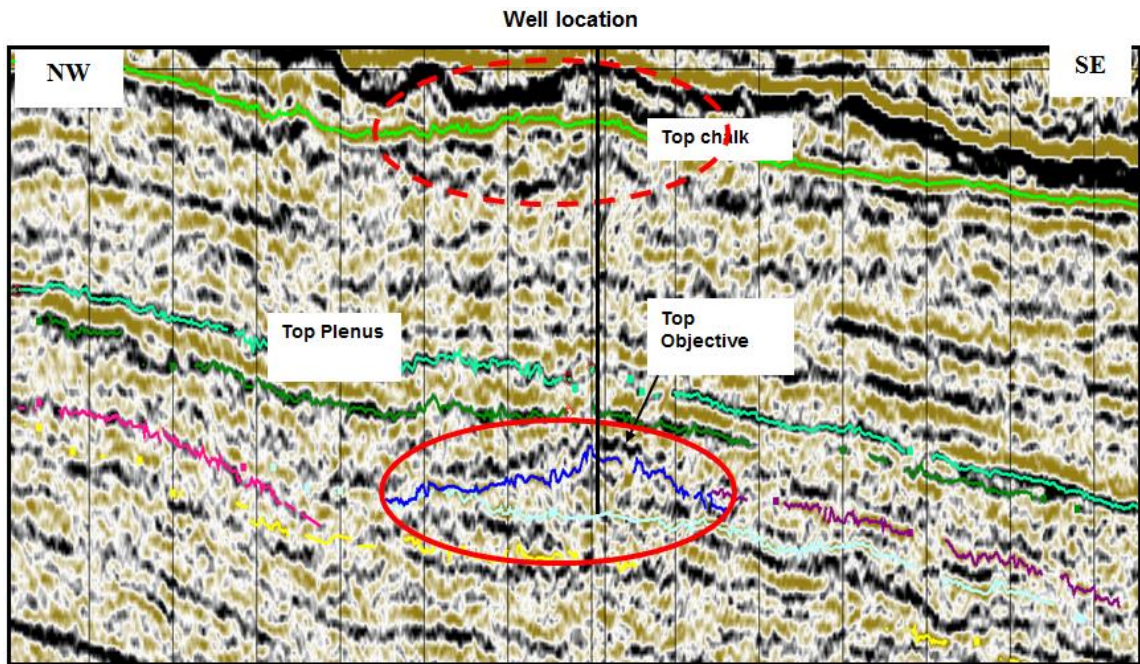 Well location
NW
SE
Top chalk
Top Plenus
Top
Objective